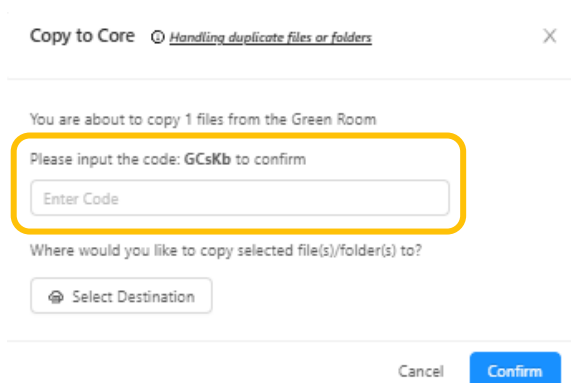 Copy to Core Handling duplicate files or folders
You are about to copy 1 files from the Green Room
Please input the code: GCsKb to confirm
Enter Code
Where would you like to copy selected file(s)/folder(s) to?
Select Destination
Cancel Confirm